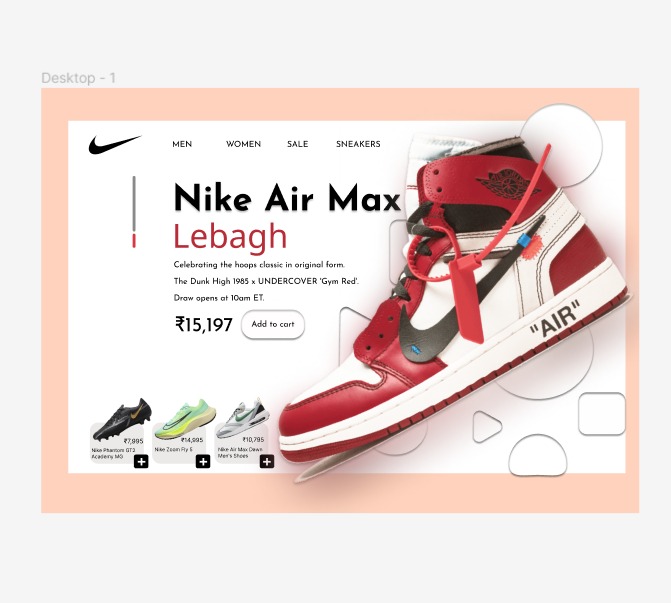 Desktop - 1
MEN WOMEN SALE SNEAKERS
Nike Air Max
Lebagh
Celebrating the hoops classic in original form.
The Dunk High 1985 x UNDERCOVER 'Gym Red'.
Draw opens at 10am ET.
₹15,197 Add to cart
"AIR"
₹7,995
Nike Phantom GT2
Academy MG
₹14,995
Nike Zoom Fly 5
₹10,795
Nike Air Max Dawn
Men's Shoes